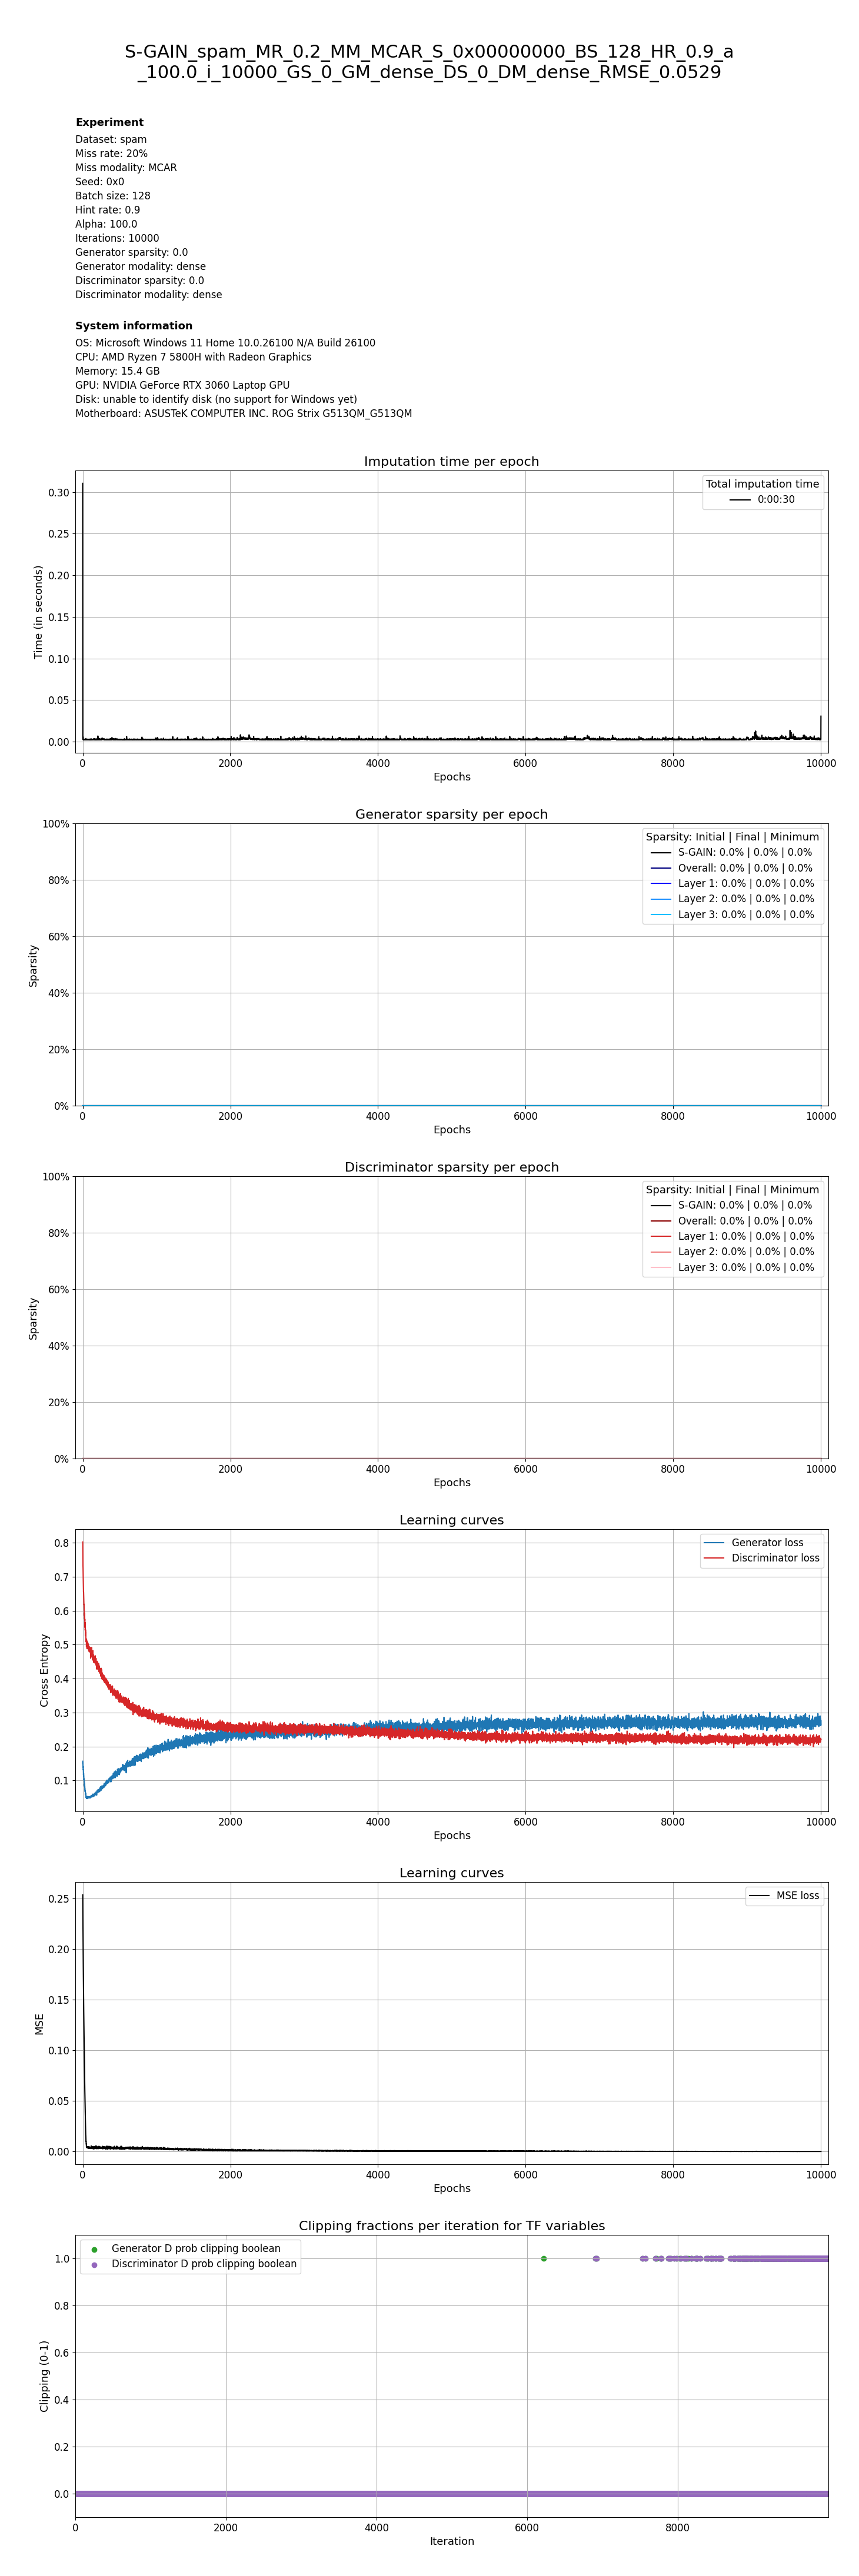 S-GAIN_spam_MR_0.2_MM_MCAR_S_0x00000000_BS_128_HR_0.9_a
_100.0_i_10000_GS_0_GM_dense_DS_0_DM_dense_RMSE_0.0529
Experiment
Dataset: spam
Miss rate: 20%
Miss modality: MCAR
Seed: 0x0
Batch size: 128
Hint rate: 0.9
Alpha: 100.0
Iterations: 10000
Generator sparsity: 0.0
Generator modality: dense
Discriminator sparsity: 0.0
Discriminator modality: dense
System information
OS: Microsoft Windows 11 Home 10.0.26100 N/A Build 26100
CPU: AMD Ryzen 7 5800H with Radeon Graphics
Memory: 15.4 GB
GPU: NVIDIA GeForce RTX 3060 Laptop GPU
Disk: unable to identify disk (no support for Windows yet)
Motherboard: ASUSTeK COMPUTER INC. ROG Strix G513QM_G513QM
Imputation time per epoch
Total imputation time
0:00:30
0.30
0.25
0.20
0.15
0.10
0.05
0.00
Time (in seconds)
0 2000 4000 6000 8000 10000
Epochs
Generator sparsity per epoch
Sparsity: Initial | Final | Minimum
S-GAIN: 0.0% | 0.0% | 0.0%
Overall: 0.0% | 0.0% | 0.0%
Layer 1: 0.0% | 0.0% | 0.0%
Layer 2: 0.0% | 0.0% | 0.0%
Layer 3: 0.0% | 0.0% | 0.0%
100%
80%
60%
40%
20%
0%
Sparsity
0 2000 4000 6000 8000 10000
Epochs
Discriminator sparsity per epoch
Sparsity: Initial | Final | Minimum
S-GAIN: 0.0% | 0.0% | 0.0%
Overall: 0.0% | 0.0% | 0.0%
Layer 1: 0.0% | 0.0% | 0.0%
Layer 2: 0.0% | 0.0% | 0.0%
Layer 3: 0.0% | 0.0% | 0.0%
100%
80%
60%
40%
20%
0%
Sparsity
0 2000 4000 6000 8000 10000
Epochs
Learning curves
Generator loss
Discriminator loss
0.8
0.7
0.6
0.5
0.4
0.3
0.2
0.1
Cross Entropy
0 2000 4000 6000 8000 10000
Epochs
Learning curves
MSE loss
0.25
0.20
0.15
0.10
0.05
0.00
MSE
0 2000 4000 6000 8000 10000
Epochs
Clipping fractions per iteration for TF variables
Generator D prob clipping boolean
Discriminator D prob clipping boolean
1.0
0.8
0.6
0.4
0.2
0.0
Clipping (0-1)
0 2000 4000 6000 8000
Iteration